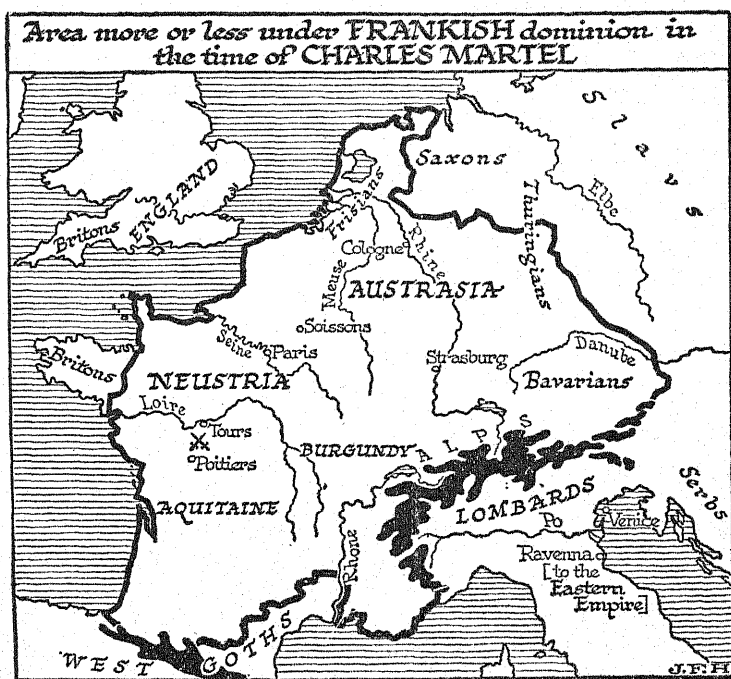 Area more or less under FRANKISH dominion in
the time of CHARLES MARTEL
Slavs
Saxons
Elbe
ENGLAND
Britons
Frisians
Thuringians
Cologne
Rhine
Meuse
AUSTRASIA
Soissons
Seine
Paris
Strasburg
Danube
Britons
NEUSTRIA
Bavarians
Loire
Tours
Poitiers
BURGUNDY
ALPS
AQUITAINE
LOMBARDS
Serbs
Po
Venice
Rhone
Ravenna
[to the
Eastern
Empire]
WEST GOTHS
J.F.H